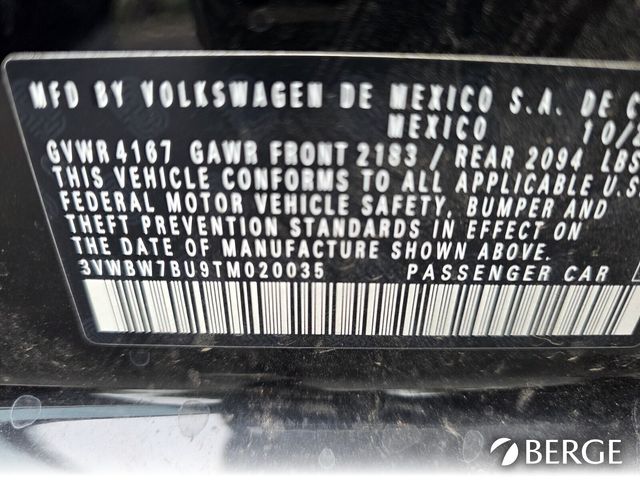 MFD BY VOLKSWAGEN DE MEXICO S.A. DE C
MEXICO 10/2
GVWR 4167 GAWR FRONT 2183 / REAR 2094 LBS
THIS VEHICLE CONFORMS TO ALL APPLICABLE U.S
FEDERAL MOTOR VEHICLE SAFETY, BUMPER AND
THEFT PREVENTION STANDARDS IN EFFECT ON
THE DATE OF MANUFACTURE SHOWN ABOVE.
3VWBW7BU9TM020035 PASSENGER CAR
BERGE